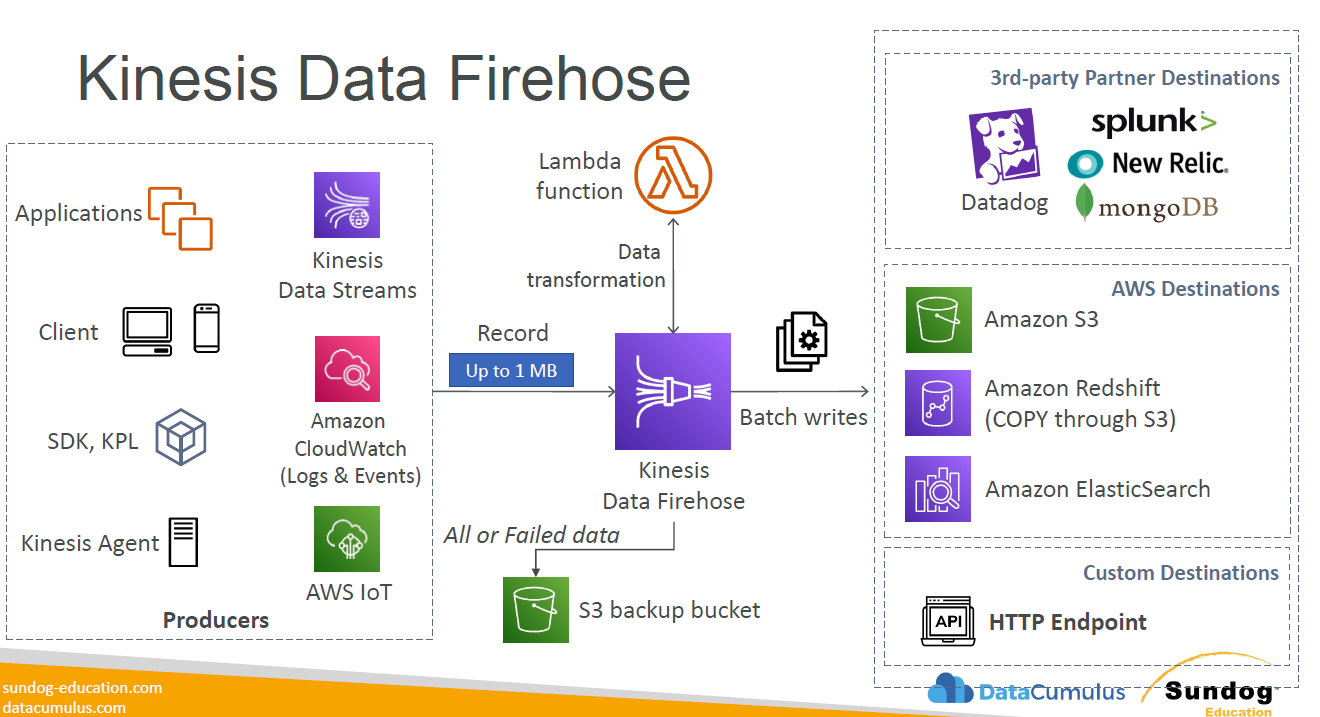 Kinesis Data Firehose
Applications
Kinesis
Data Streams
Client
Amazon
CloudWatch
(Logs & Events)
SDK, KPL
Kinesis Agent
AWS IoT
Producers
Record
Up to 1 MB
Lambda
function
Data
transformation
Kinesis
Data Firehose
All or Failed data
S3 backup bucket
Batch writes
3rd-party Partner Destinations
Datadog
splunk>
New Relic.
mongoDB
AWS Destinations
Amazon S3
Amazon Redshift
(COPY through S3)
Amazon ElasticSearch
Custom Destinations
API
HTTP Endpoint
sundog-education.com
datacumulus.com
DataCumulus
Sundog
Education